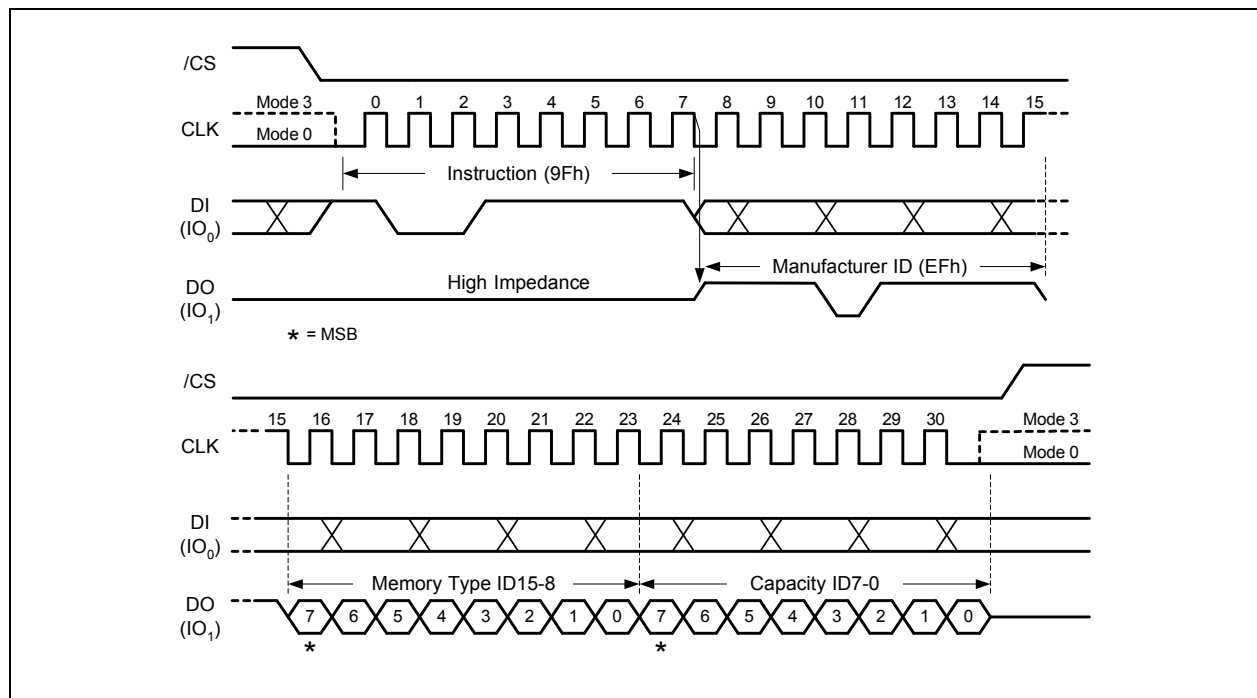 /CS
Mode 3
0 1 2 3 4 5 6 7 8 9 10 11 12 13 14 15
CLK
Mode 0
Instruction (9Fh)
DI
(IO0)
Manufacturer ID (EFh)
High Impedance
DO
(IO1)
* = MSB
/CS
15 16 17 18 19 20 21 22 23 24 25 26 27 28 29 30
Mode 3
CLK
Mode 0
DI
(IO0)
Memory Type ID15-8 Capacity ID7-0
DO
(IO1)
7 6 5 4 3 2 1 0 7 6 5 4 3 2 1 0
* *